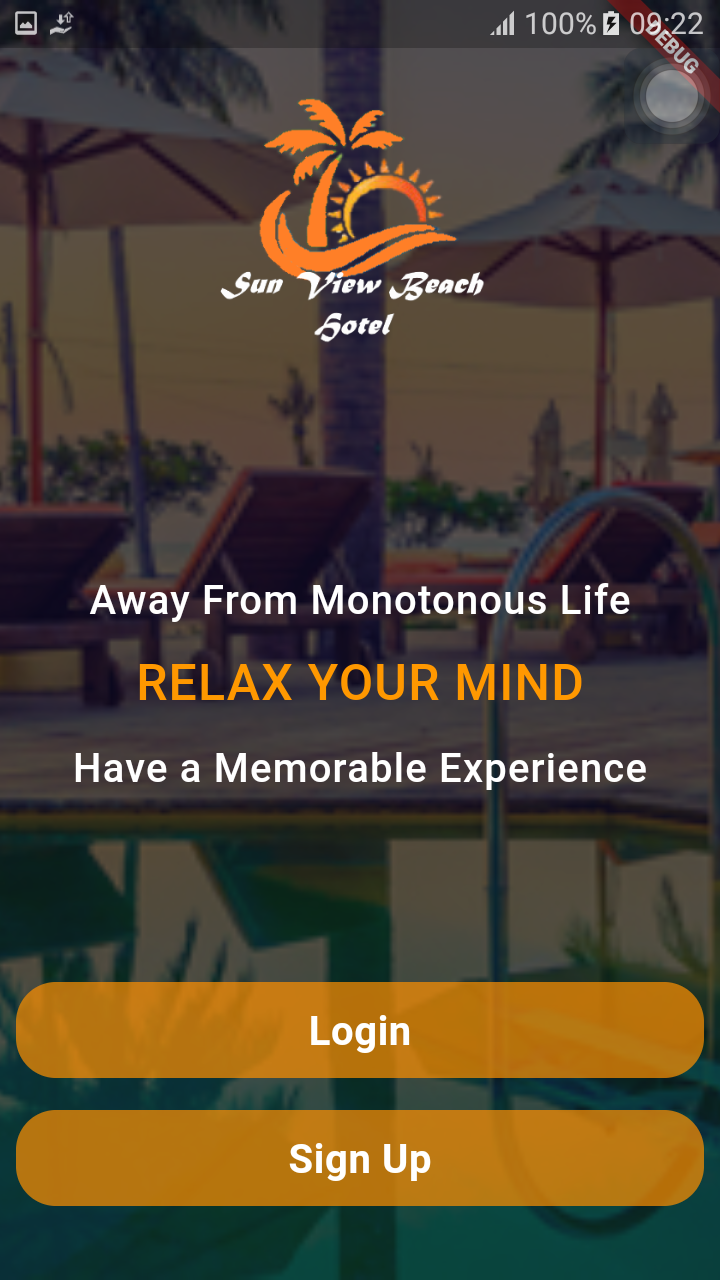 100% 09:22
DEBUG
Sun View Beach
Hotel
Away From Monotonous Life
RELAX YOUR MIND
Have a Memorable Experience
Login
Sign Up